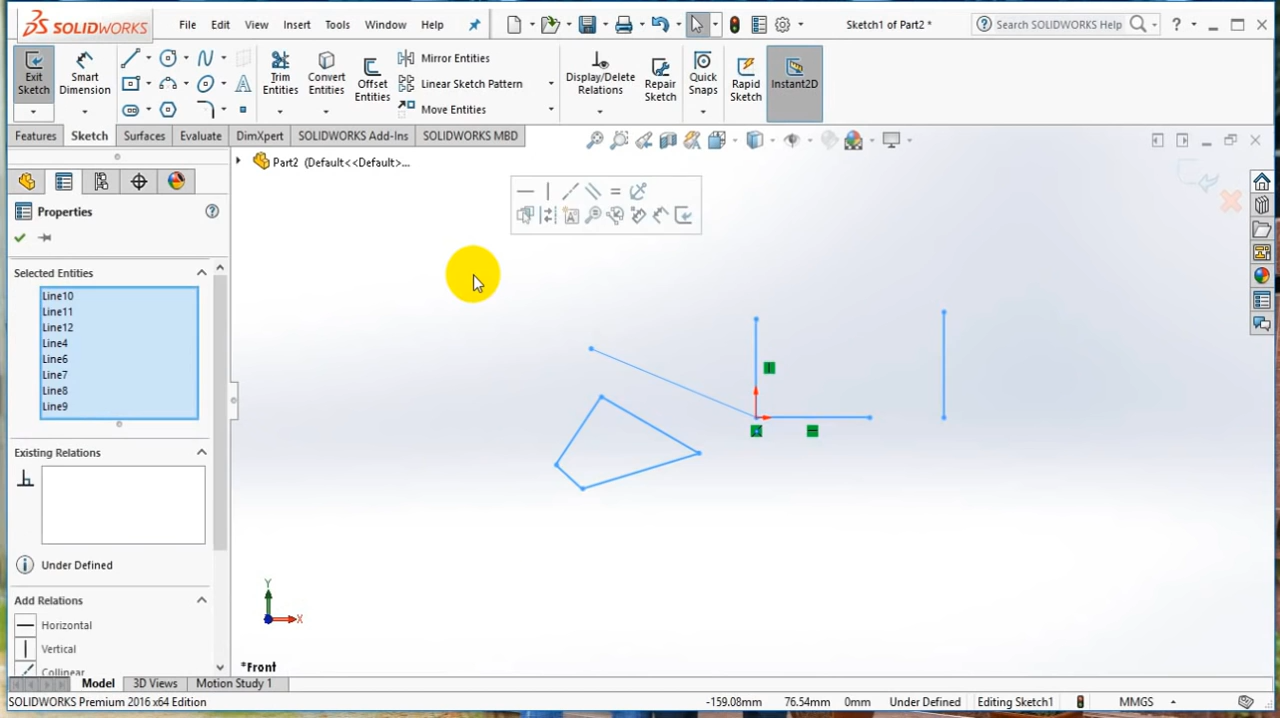 SOLIDWORKS File Edit View Insert Tools Window Help Sketch1 of Part2 * Search SOLIDWORKS Help ?
Exit Sketch
Smart Dimension
Trim Entities
Convert Entities
Offset Entities
Mirror Entities
Linear Sketch Pattern
Move Entities
Display/Delete Relations
Repair Sketch
Quick Snaps
Rapid Sketch
Instant2D
Features Sketch Surfaces Evaluate DimXpert SOLIDWORKS Add-Ins SOLIDWORKS MBD
Part2 (Default<<Default>...
Properties
Selected Entities
Line10
Line11
Line12
Line4
Line6
Line7
Line8
Line9
Existing Relations
Under Defined
Add Relations
Horizontal
Vertical
Collinear
Y
X
*Front
Model 3D Views Motion Study 1
SOLIDWORKS Premium 2016 x64 Edition -159.08mm 76.54mm 0mm Under Defined Editing Sketch1 MMGS